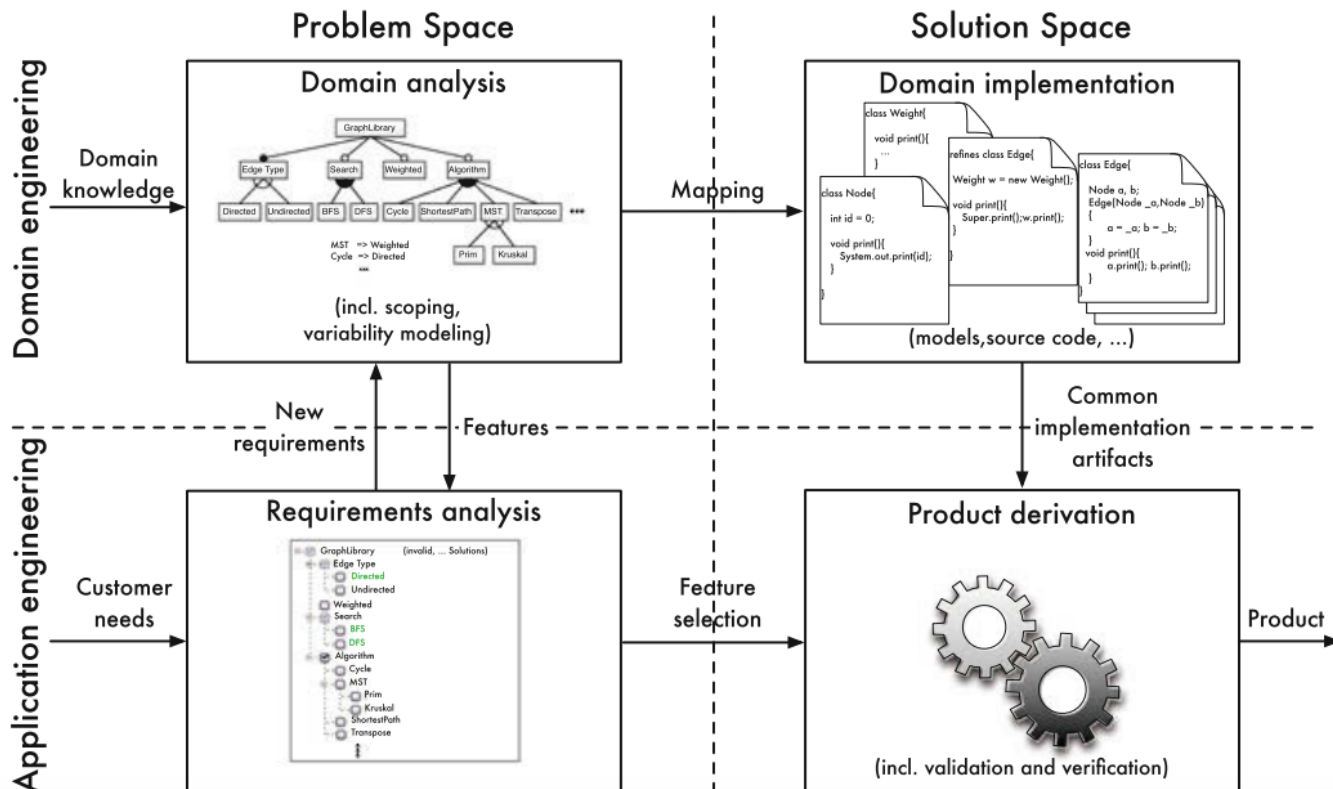 Problem Space
Solution Space
Domain engineering
Domain knowledge
Domain analysis
GraphLibrary
Edge Type
Search
Weighted
Algorithm
Directed
Undirected
BFS
DFS
Cycle
ShortestPath
MST
Transpose
•••
MST => Weighted
Cycle => Directed
•••
Prim
Kruskal
(incl. scoping,
variability modeling)
Mapping
Domain implementation
class Weight{
void print(){
...
}
refines class Edge{
Weight w = new Weight();
void print(){
Super.print();w.print();
}
}
class Node{
int id = 0;
void print(){
System.out.print(id);
}
}
class Edge{
Node a, b;
Edge(Node _a,Node _b)
{
a = _a; b = _b;
}
void print(){
a.print(); b.print();
}
}
(models,source code, ...)
New
requirements
Features
Common
implementation
artifacts
Application engineering
Customer
needs
Requirements analysis
GraphLibrary (invalid, ... Solutions)
Edge Type
Directed
Undirected
Weighted
Search
BFS
DFS
Algorithm
Cycle
MST
Prim
Kruskal
ShortestPath
Transpose
Feature
selection
Product derivation
(incl. validation and verification)
Product